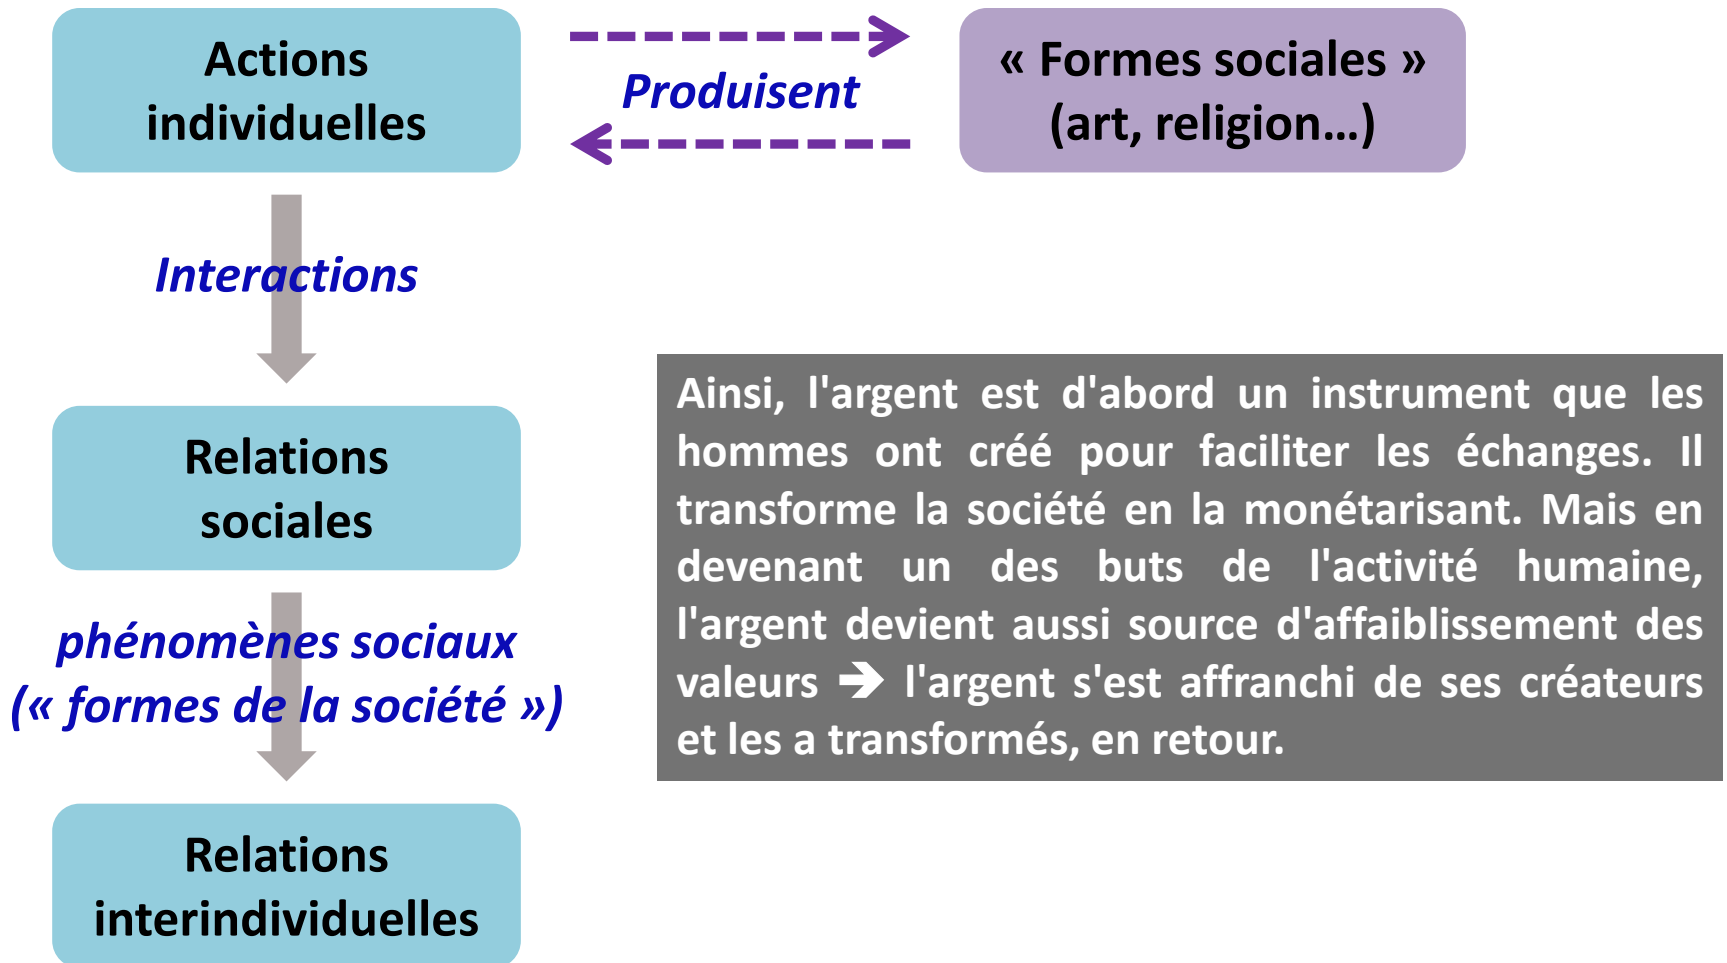 Actions
individuelles
Produisent
« Formes sociales »
(art, religion…)
Interactions
Relations
sociales
phénomènes sociaux
(« formes de la société »)
Relations
interindividuelles
Ainsi, l'argent est d'abord un instrument que les
hommes ont créé pour faciliter les échanges. Il
transforme la société en la monétarisant. Mais en
devenant un des buts de l'activité humaine,
l'argent devient aussi source d'affaiblissement des
valeurs ➔ l'argent s'est affranchi de ses créateurs
et les a transformés, en retour.